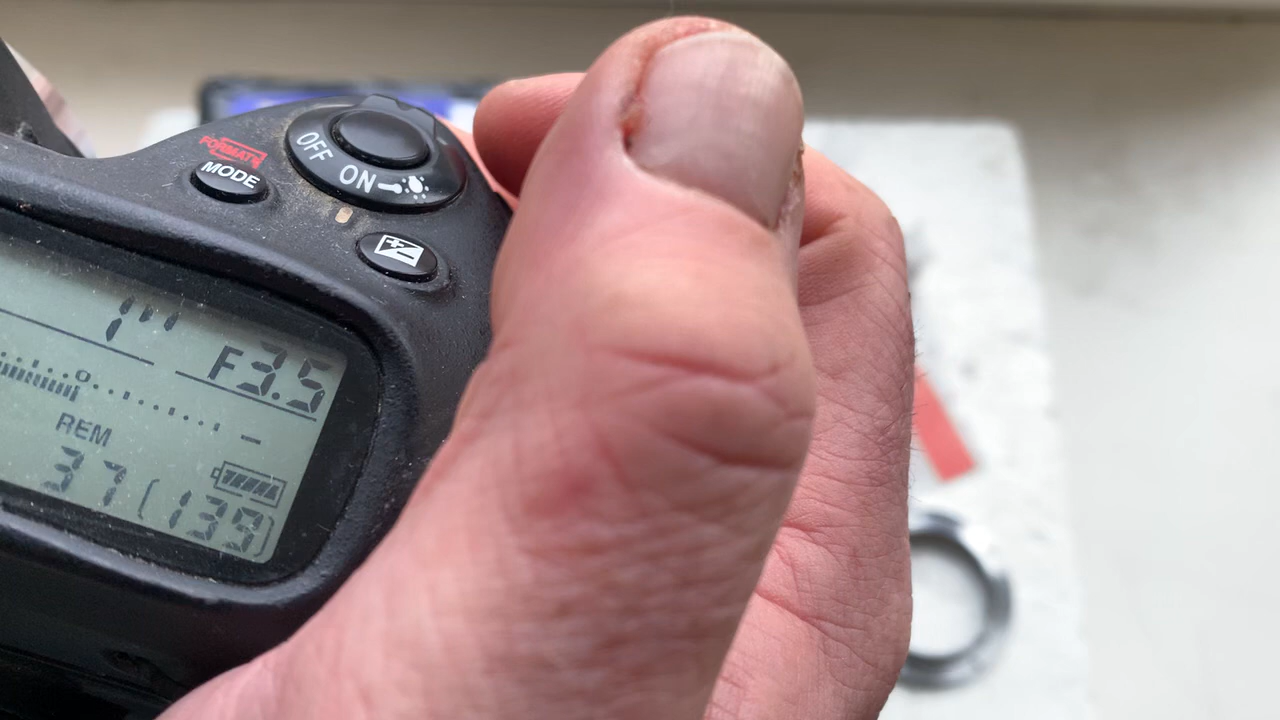 FORMAT
MODE
OFF
ON
1"
F3.5
REM
37(139)